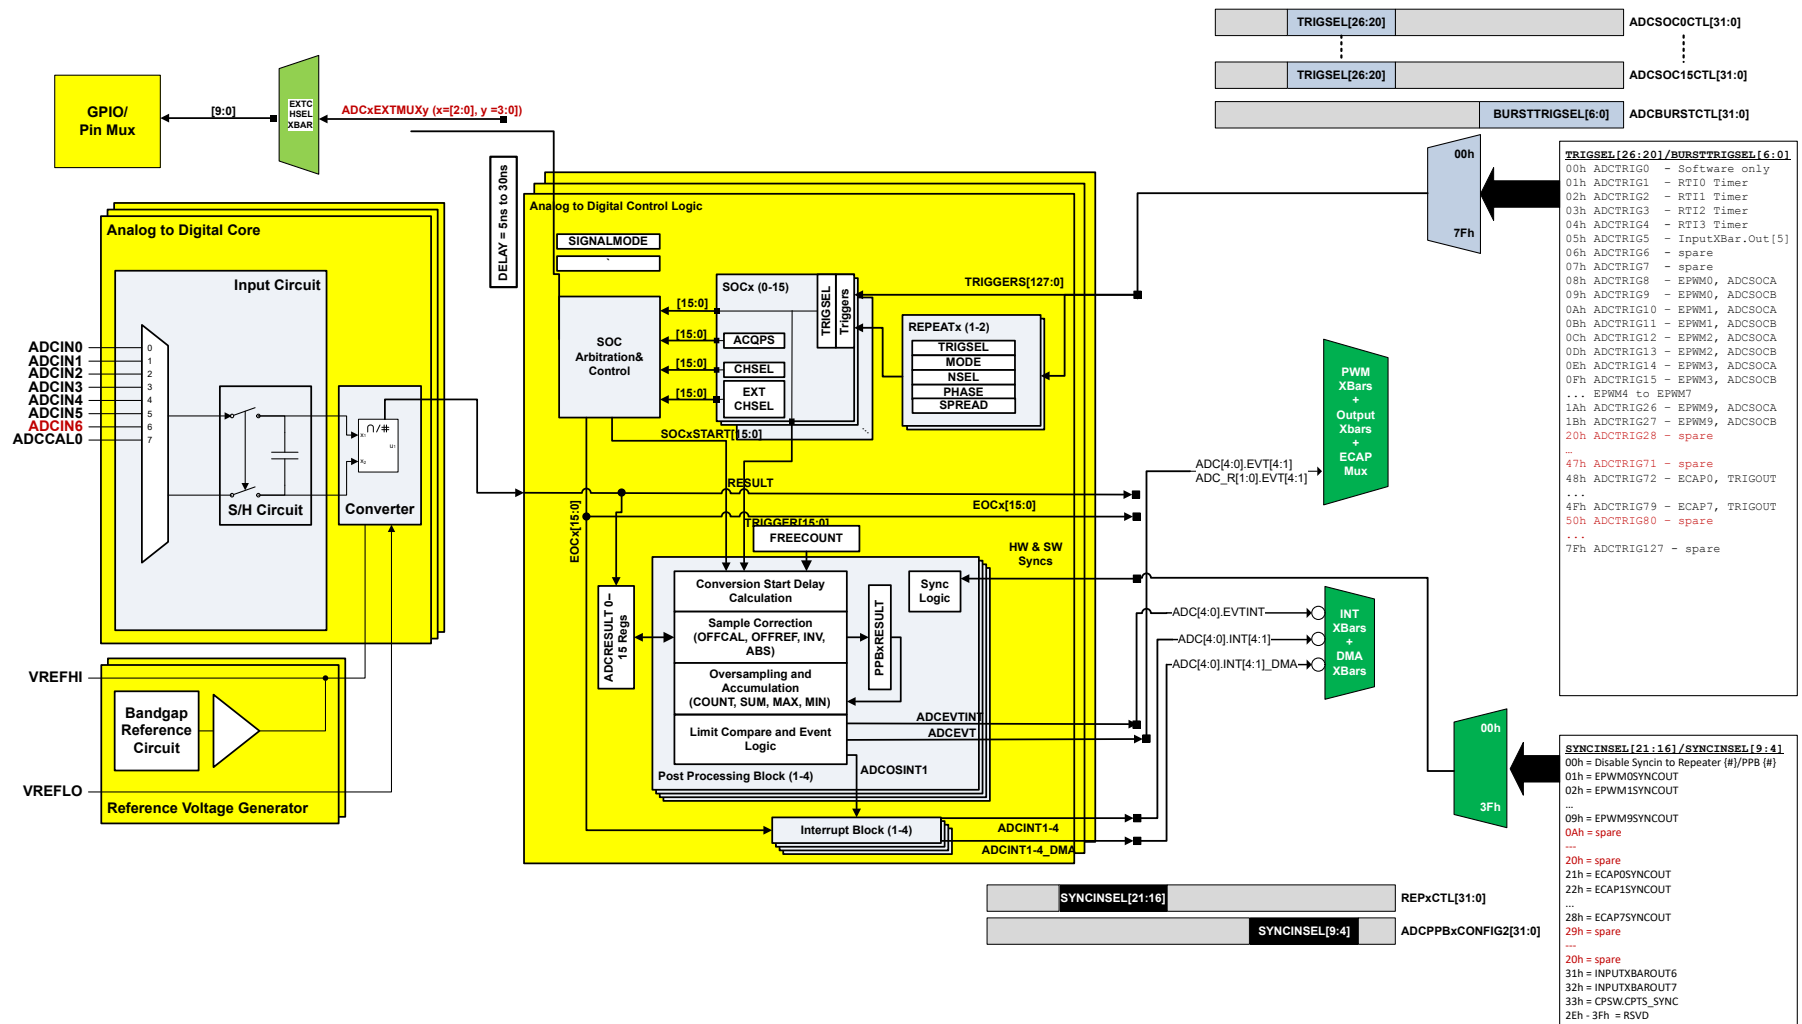 TRIGSEL[26:20]
ADCSOC0CTL[31:0]
TRIGSEL[26:20]
ADCSOC15CTL[31:0]
BURSTTRIGSEL[6:0]
ADCBURSTCTL[31:0]
GPIO/
Pin Mux
[9:0]
EXTC
HSEL
XBAR
ADCxEXTMUXy (x=[2:0], y =3:0])
DELAY = 5ns to 30ns
00h
7Fh
TRIGSEL[26:20]/BURSTTRIGSEL[6:0]
00h ADCTRIG0 - Software only
01h ADCTRIG1 - RTI0 Timer
02h ADCTRIG2 - RTI1 Timer
03h ADCTRIG3 - RTI2 Timer
04h ADCTRIG4 - RTI3 Timer
05h ADCTRIG5 - InputXBar.Out[5]
06h ADCTRIG6 - spare
07h ADCTRIG7 - spare
08h ADCTRIG8 - EPWM0, ADCSOCA
09h ADCTRIG9 - EPWM0, ADCSOCB
0Ah ADCTRIG10 - EPWM1, ADCSOCA
0Bh ADCTRIG11 - EPWM1, ADCSOCB
0Ch ADCTRIG12 - EPWM2, ADCSOCA
0Dh ADCTRIG13 - EPWM2, ADCSOCB
0Eh ADCTRIG14 - EPWM3, ADCSOCA
0Fh ADCTRIG15 - EPWM3, ADCSOCB
... EPWM4 to EPWM7
1Ah ADCTRIG26 - EPWM9, ADCSOCA
1Bh ADCTRIG27 - EPWM9, ADCSOCB
20h ADCTRIG28 - spare
…
47h ADCTRIG71 - spare
48h ADCTRIG72 - ECAP0, TRIGOUT
...
4Fh ADCTRIG79 - ECAP7, TRIGOUT
50h ADCTRIG80 - spare
...
7Fh ADCTRIG127 - spare
Analog to Digital Core
Input Circuit
ADCIN0
ADCIN1
ADCIN2
ADCIN3
ADCIN4
ADCIN5
ADCIN6
ADCCAL0
0
1
2
3
4
5
6
7
S/H Circuit
∩/#
x₁
x₂
u₁
Converter
VREFHI
Bandgap
Reference
Circuit
VREFLO
Reference Voltage Generator
Analog to Digital Control Logic
SIGNALMODE
`
SOC
Arbitration&
Control
[15:0]
[15:0]
[15:0]
[15:0]
SOCx (0-15)
TRIGSEL
Triggers
ACQPS
CHSEL
EXT
CHSEL
...
TRIGGERS[127:0]
REPEATx (1-2)
TRIGSEL
MODE
NSEL
PHASE
SPREAD
SOCxSTART[15:0]
RESULT
EOCx[15:0]
EOCx[15:0]
TRIGGER[15:0]
FREECOUNT
HW & SW
Syncs
ADCRESULT 0–
15 Regs
Conversion Start Delay
Calculation
Sample Correction
(OFFCAL, OFFREF, INV,
ABS)
Oversampling and
Accumulation
(COUNT, SUM, MAX, MIN)
Limit Compare and Event
Logic
PPBxRESULT
Sync
Logic
Post Processing Block (1-4)
ADCEVTINT
ADCEVT
ADCOSINT1
Interrupt Block (1-4)
ADCINT1-4
ADCINT1-4_DMA
ADC[4:0].EVT[4:1]
ADC_R[1:0].EVT[4:1]
PWM
XBars
+
Output
Xbars
+
ECAP
Mux
ADC[4:0].EVTINT
ADC[4:0].INT[4:1]
ADC[4:0].INT[4:1]_DMA
INT
XBars
+
DMA
XBars
00h
3Fh
SYNCINSEL[21:16]/SYNCINSEL[9:4]
00h = Disable Syncin to Repeater {#}/PPB {#}
01h = EPWM0SYNCOUT
02h = EPWM1SYNCOUT
...
09h = EPWM9SYNCOUT
0Ah = spare
---
20h = spare
21h = ECAP0SYNCOUT
22h = ECAP1SYNCOUT
...
28h = ECAP7SYNCOUT
29h = spare
---
20h = spare
31h = INPUTXBAROUT6
32h = INPUTXBAROUT7
33h = CPSW.CPTS_SYNC
2Eh - 3Fh = RSVD
SYNCINSEL[21:16]
REPxCTL[31:0]
SYNCINSEL[9:4]
ADCPPBxCONFIG2[31:0]